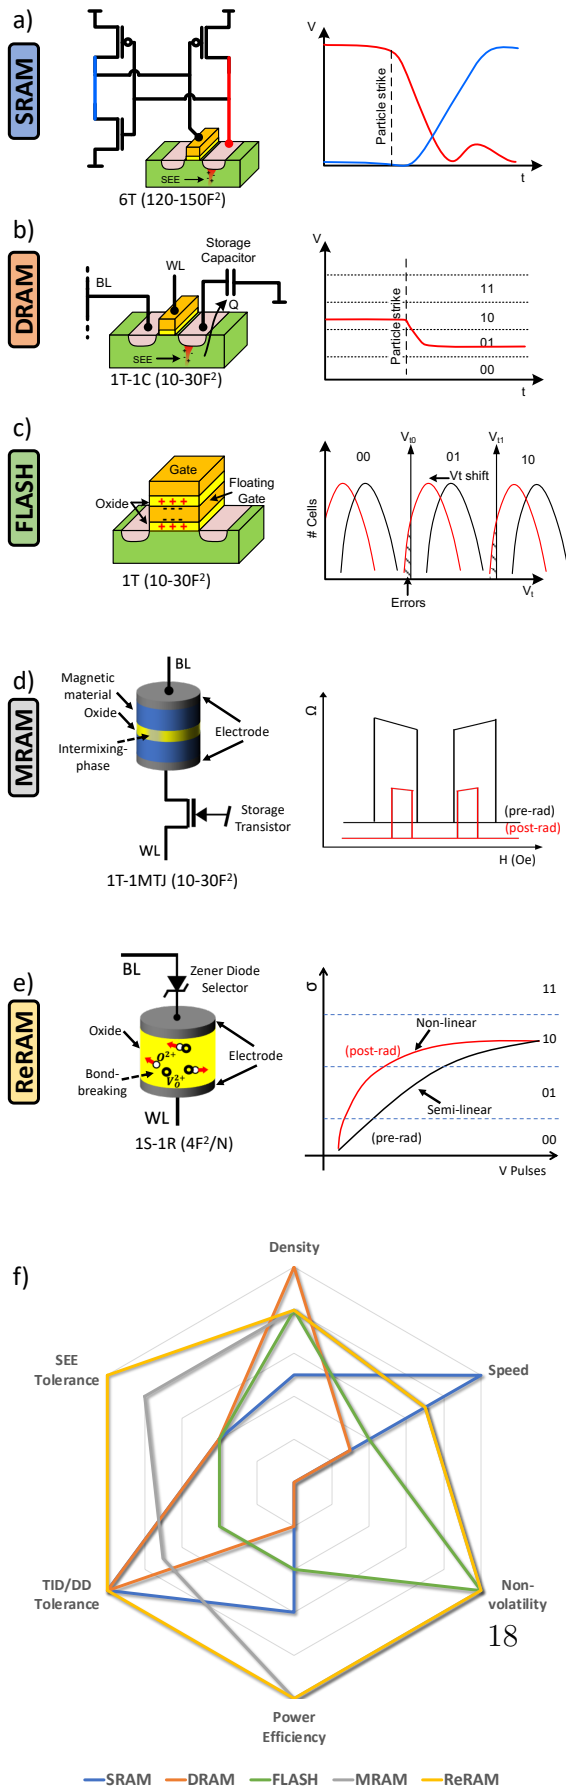 a)
SRAM
SEE
6T (120-150F²)
V
Particle strike
t
b)
DRAM
BL
WL
Storage
Capacitor
Q
SEE
1T-1C (10-30F²)
V
Particle strike
11
10
01
00
t
c)
FLASH
Gate
Oxide
Floating
Gate
+ + +
- - -
+ + +
1T (10-30F²)
# Cells
00
Vt0
01
Vt1
10
Vt shift
Vt
Errors
d)
MRAM
BL
Magnetic
material
Oxide
Intermixing-
phase
Electrode
Storage
Transistor
WL
1T-1MTJ (10-30F²)
Ω
(pre-rad)
(post-rad)
H (Oe)
e)
ReRAM
BL
Zener Diode
Selector
Oxide
O²⁺
Electrode
Bond-
breaking
V_O²⁺
WL
1S-1R (4F²/N)
σ
11
Non-linear
(post-rad)
10
01
Semi-linear
(pre-rad)
00
V Pulses
f)
Density
SEE
Tolerance
Speed
TID/DD
Tolerance
Non-
volatility
18
Power
Efficiency
SRAM DRAM FLASH MRAM ReRAM